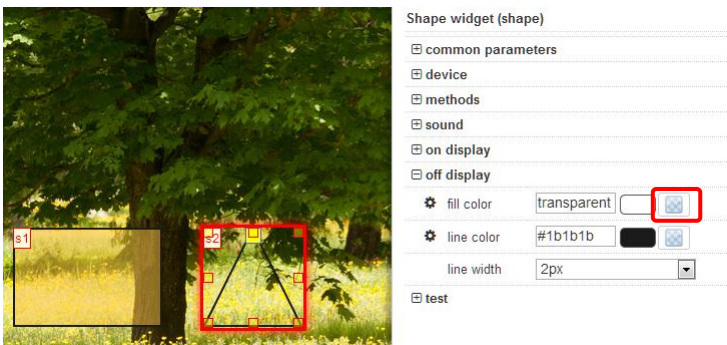 Shape widget (shape)
common parameters
device
methods
sound
on display
off display
fill color transparent
line color #1b1b1b
line width 2px
test
s1
s2